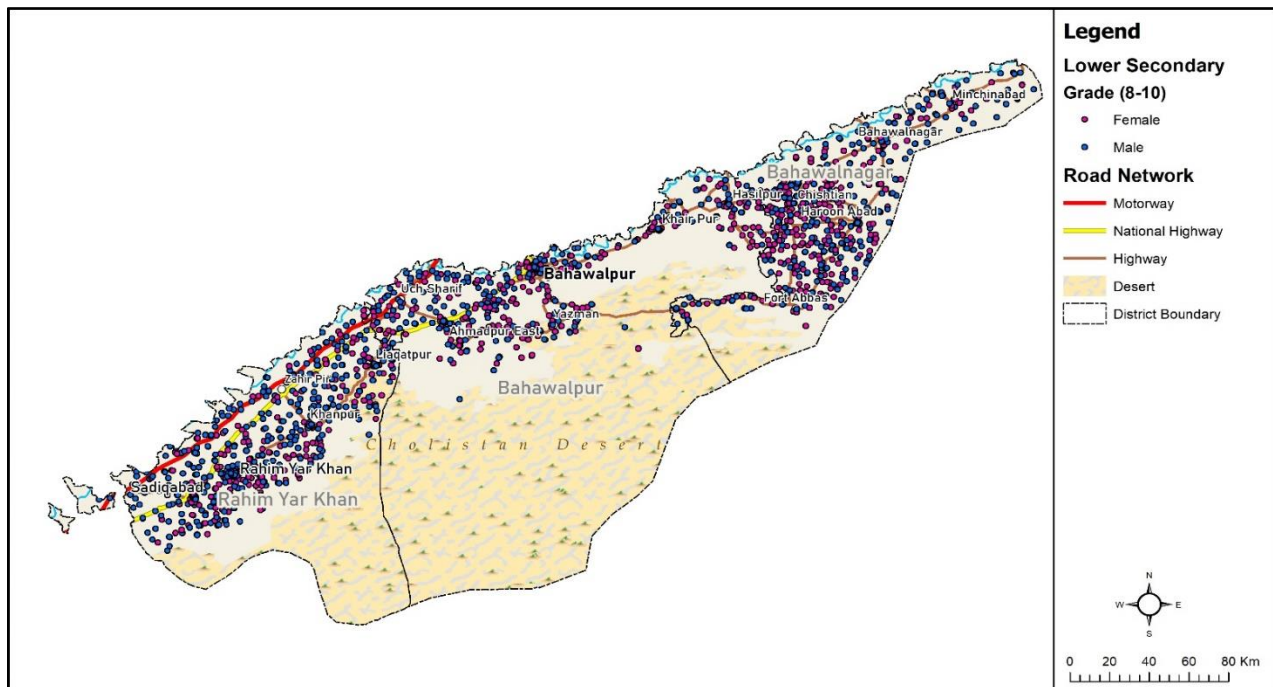 Minchinabad
Bahawalnagar
Bahawalnagar
Hasilpur
Chishtian
Haroon Abad
Khair Pur
Bahawalpur
Uch Sharif
Fort Abbas
Yazman
Ahmadpur East
Liaqatpur
Zahir Pir
Bahawalpur
Khanpur
Cholistan Desert
Rahim Yar Khan
Sadiqabad
Rahim Yar Khan
Legend
Lower Secondary
Grade (8-10)
Female
Male
Road Network
Motorway
National Highway
Highway
Desert
District Boundary
N
W E
S
0 20 40 60 80 Km